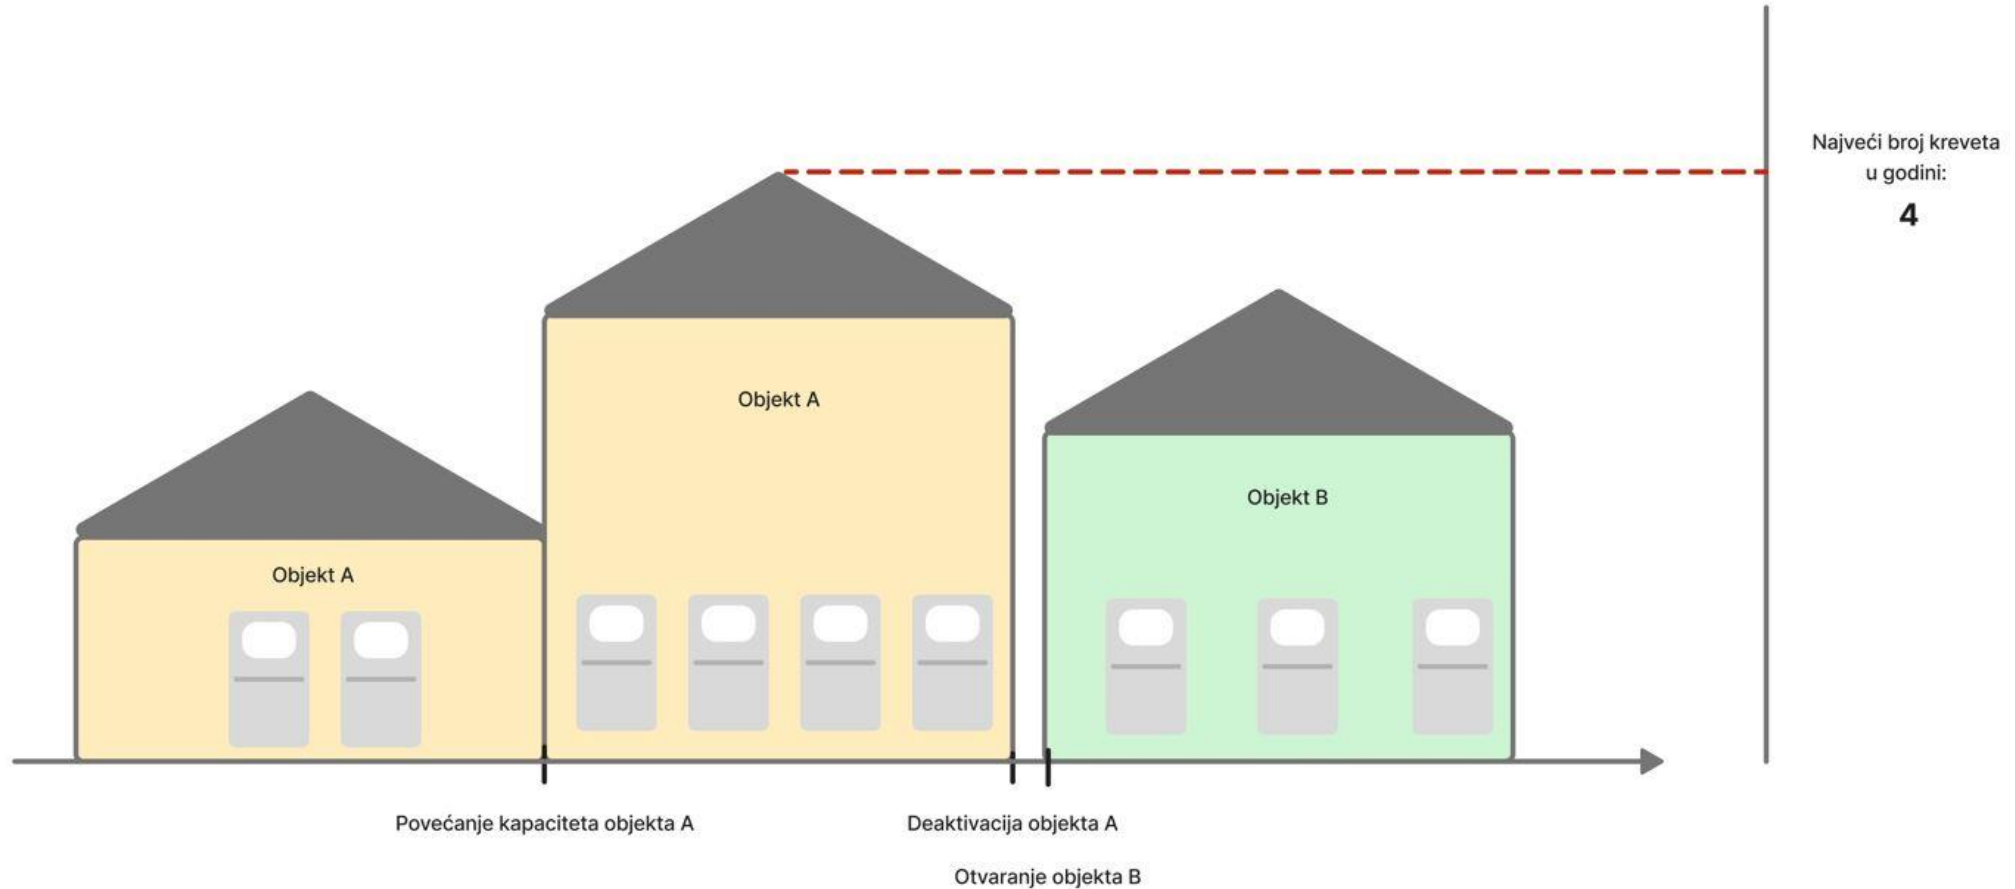 Najveći broj kreveta
u godini:
4
Objekt A
Objekt B
Objekt A
Povećanje kapaciteta objekta A
Deaktivacija objekta A
Otvaranje objekta B